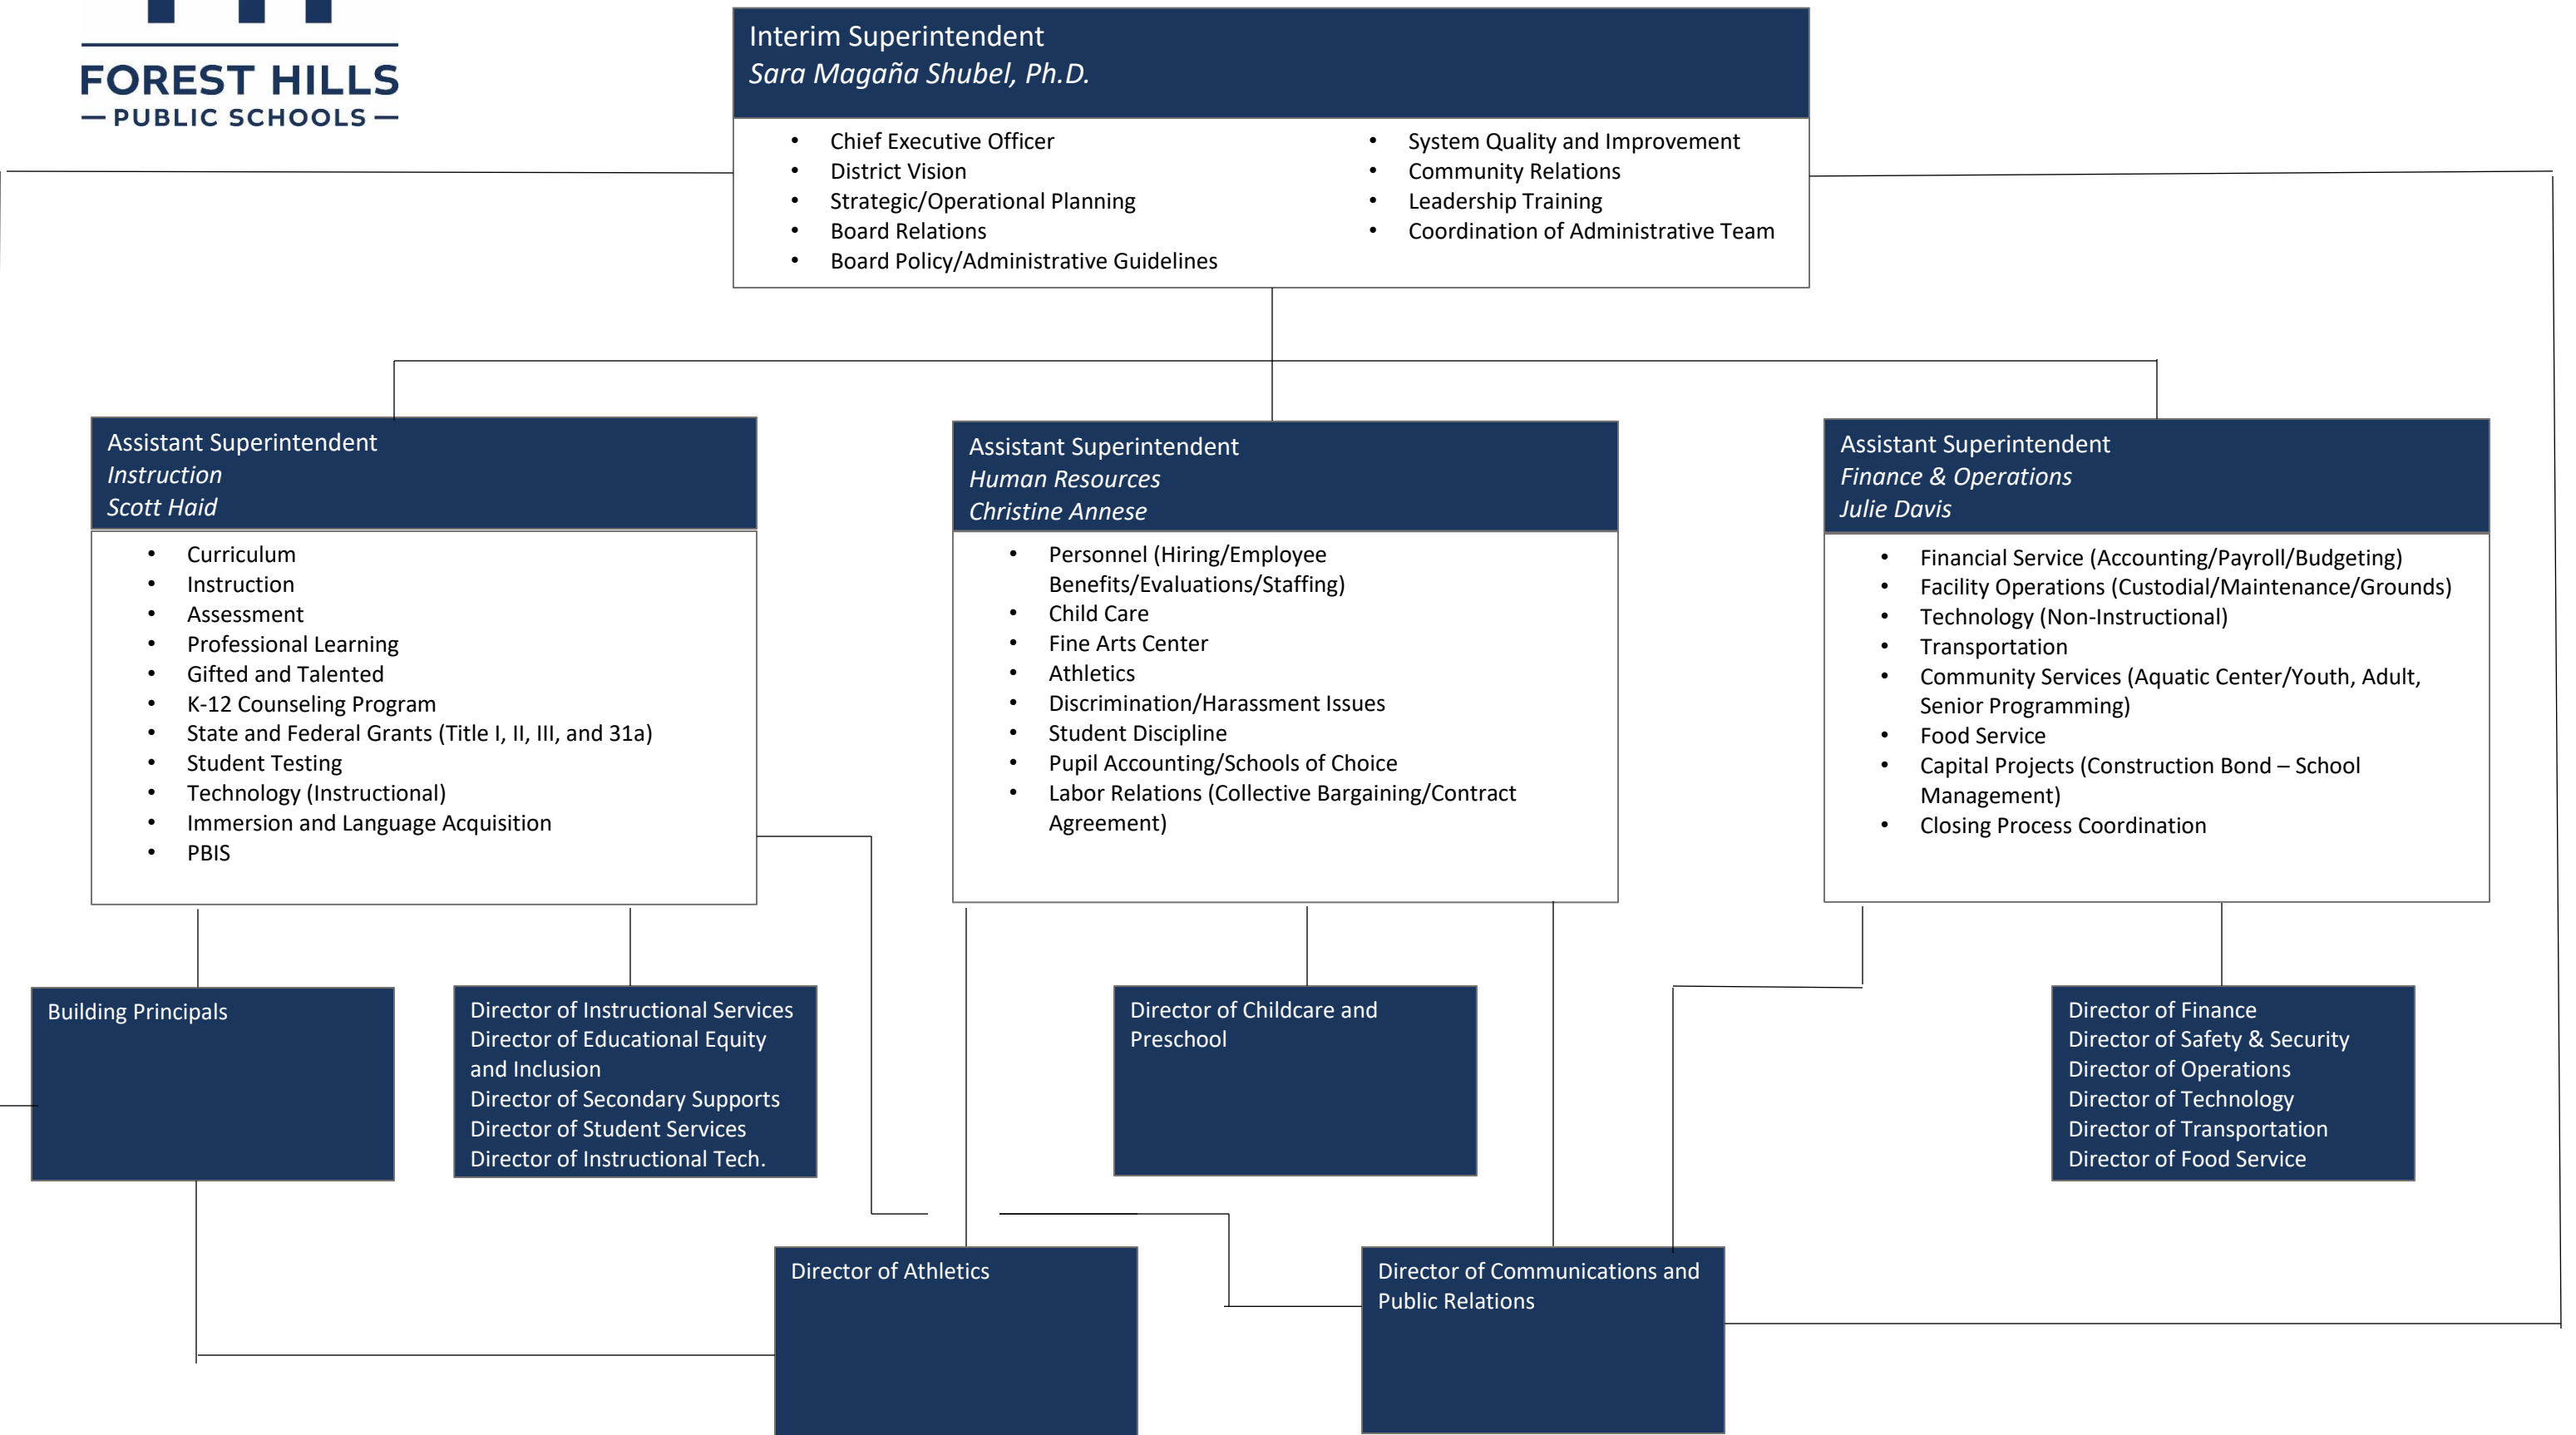 FOREST HILLS
— PUBLIC SCHOOLS —
Interim Superintendent
Sara Magaña Shubel, Ph.D.
• Chief Executive Officer
• District Vision
• Strategic/Operational Planning
• Board Relations
• Board Policy/Administrative Guidelines
• System Quality and Improvement
• Community Relations
• Leadership Training
• Coordination of Administrative Team
Assistant Superintendent
Instruction
Scott Haid
• Curriculum
• Instruction
• Assessment
• Professional Learning
• Gifted and Talented
• K-12 Counseling Program
• State and Federal Grants (Title I, II, III, and 31a)
• Student Testing
• Technology (Instructional)
• Immersion and Language Acquisition
• PBIS
Assistant Superintendent
Human Resources
Christine Annese
• Personnel (Hiring/Employee
Benefits/Evaluations/Staffing)
• Child Care
• Fine Arts Center
• Athletics
• Discrimination/Harassment Issues
• Student Discipline
• Pupil Accounting/Schools of Choice
• Labor Relations (Collective Bargaining/Contract
Agreement)
Assistant Superintendent
Finance & Operations
Julie Davis
• Financial Service (Accounting/Payroll/Budgeting)
• Facility Operations (Custodial/Maintenance/Grounds)
• Technology (Non-Instructional)
• Transportation
• Community Services (Aquatic Center/Youth, Adult,
Senior Programming)
• Food Service
• Capital Projects (Construction Bond – School
Management)
• Closing Process Coordination
Building Principals
Director of Instructional Services
Director of Educational Equity
and Inclusion
Director of Secondary Supports
Director of Student Services
Director of Instructional Tech.
Director of Childcare and
Preschool
Director of Finance
Director of Safety & Security
Director of Operations
Director of Technology
Director of Transportation
Director of Food Service
Director of Athletics
Director of Communications and
Public Relations